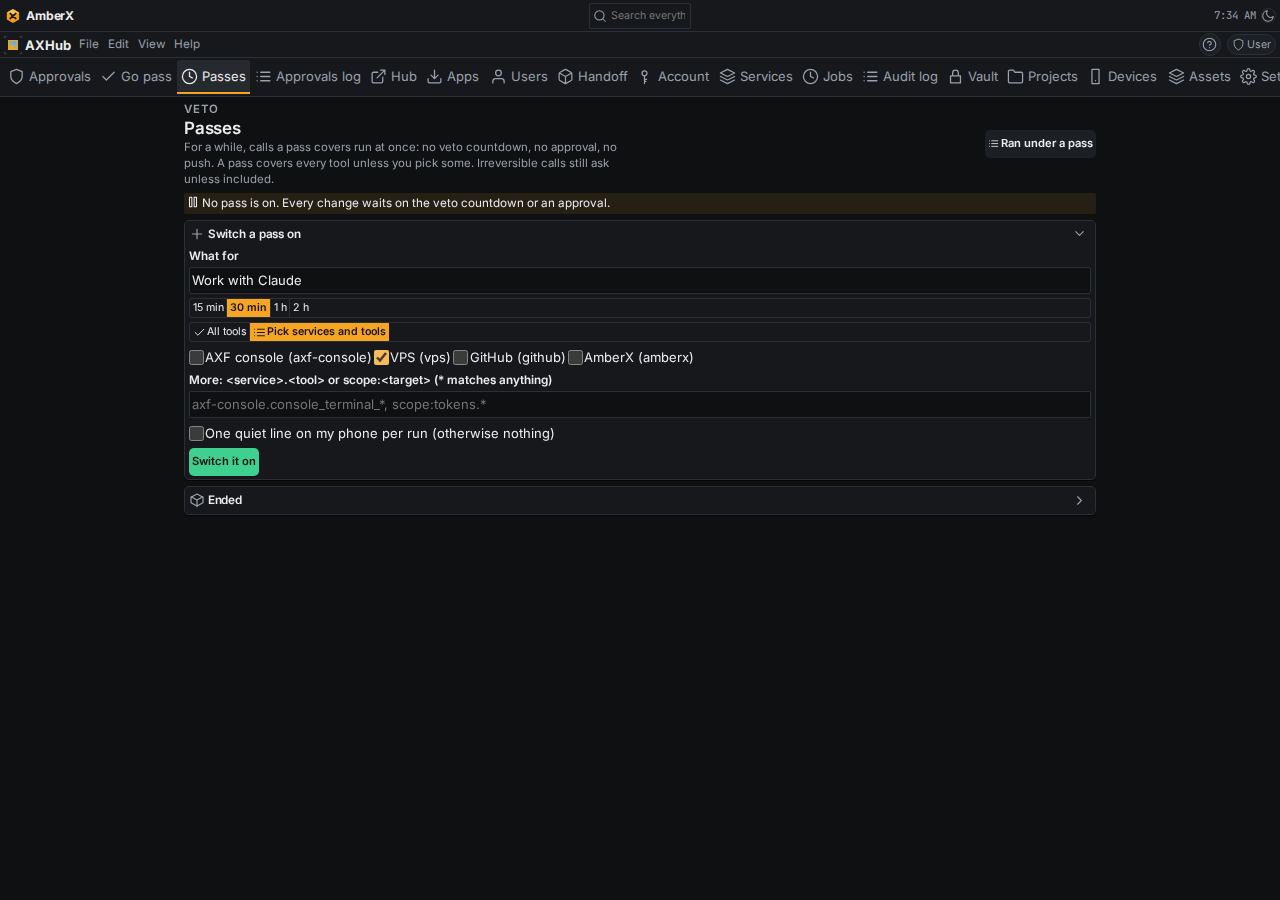 AmberX
Search everyth
7:34 AM
AXHub File Edit View Help
User
Approvals Go pass Passes Approvals log Hub Apps Users Handoff Account Services Jobs Audit log Vault Projects Devices Assets Set
VETO
Passes
For a while, calls a pass covers run at once: no veto countdown, no approval, no
push. A pass covers every tool unless you pick some. Irreversible calls still ask
unless included.
Ran under a pass
No pass is on. Every change waits on the veto countdown or an approval.
Switch a pass on
What for
Work with Claude
15 min 30 min 1 h 2 h
All tools Pick services and tools
AXF console (axf-console) VPS (vps) GitHub (github) AmberX (amberx)
More: <service>.<tool> or scope:<target> (* matches anything)
axf-console.console_terminal_*, scope:tokens.*
One quiet line on my phone per run (otherwise nothing)
Switch it on
Ended